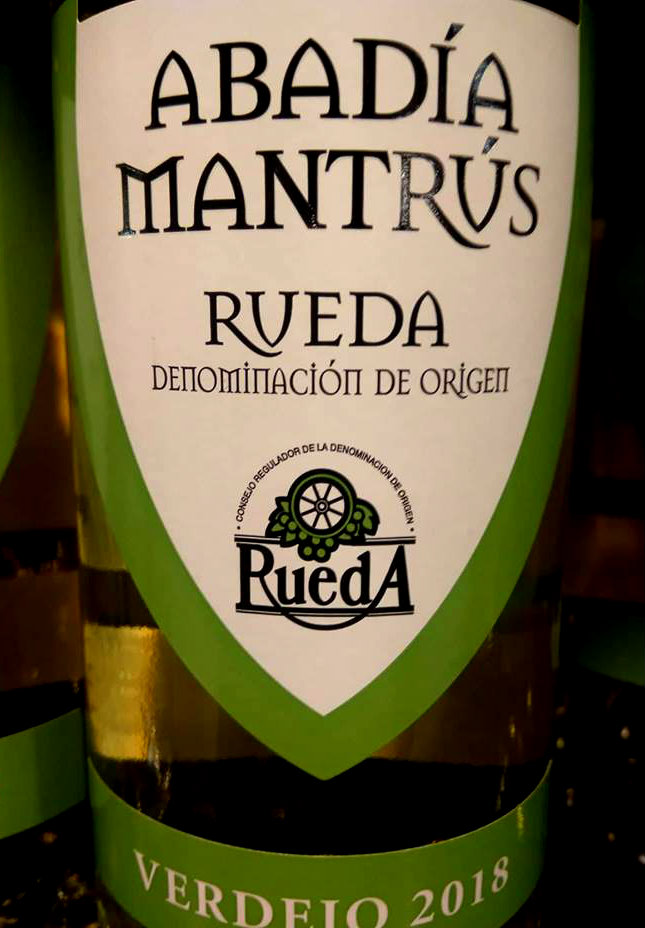 ABADÍA
MANTRÚS
RUEDA
DENOMINACIÓN DE ORIGEN
• CONSEJO REGULADOR DE LA DENOMINACION DE ORIGEN •
RuedA
VERDEJO 2018